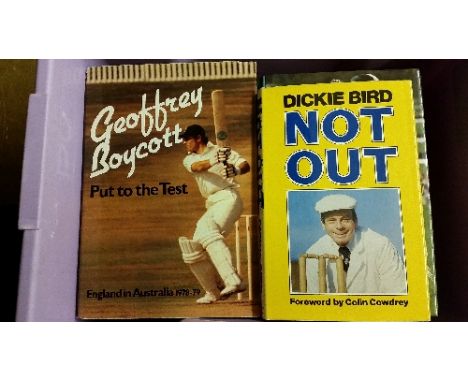 Geoffrey
Boycott
Put to the Test
England in Australia 1978-79
DICKIE BIRD
NOT
OUT
Foreword by Colin Cowdrey